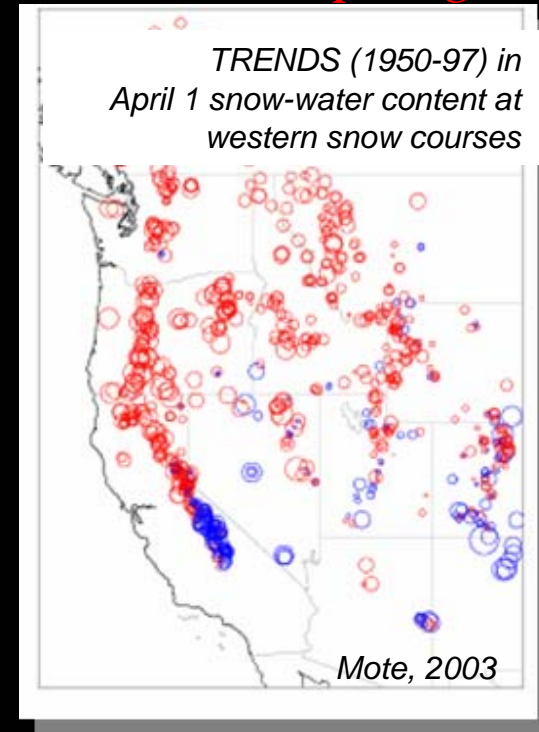 TRENDS (1950-97) in
April 1 snow-water content at
western snow courses
Mote, 2003